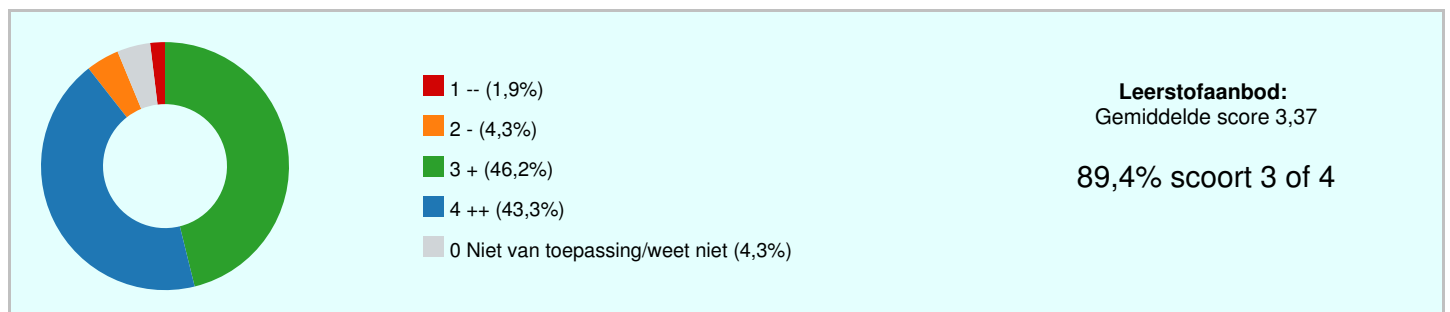 1 -- (1,9%)
2 - (4,3%)
3 + (46,2%)
4 ++ (43,3%)
0 Niet van toepassing/weet niet (4,3%)
Leerstofaanbod:
Gemiddelde score 3,37
89,4% scoort 3 of 4